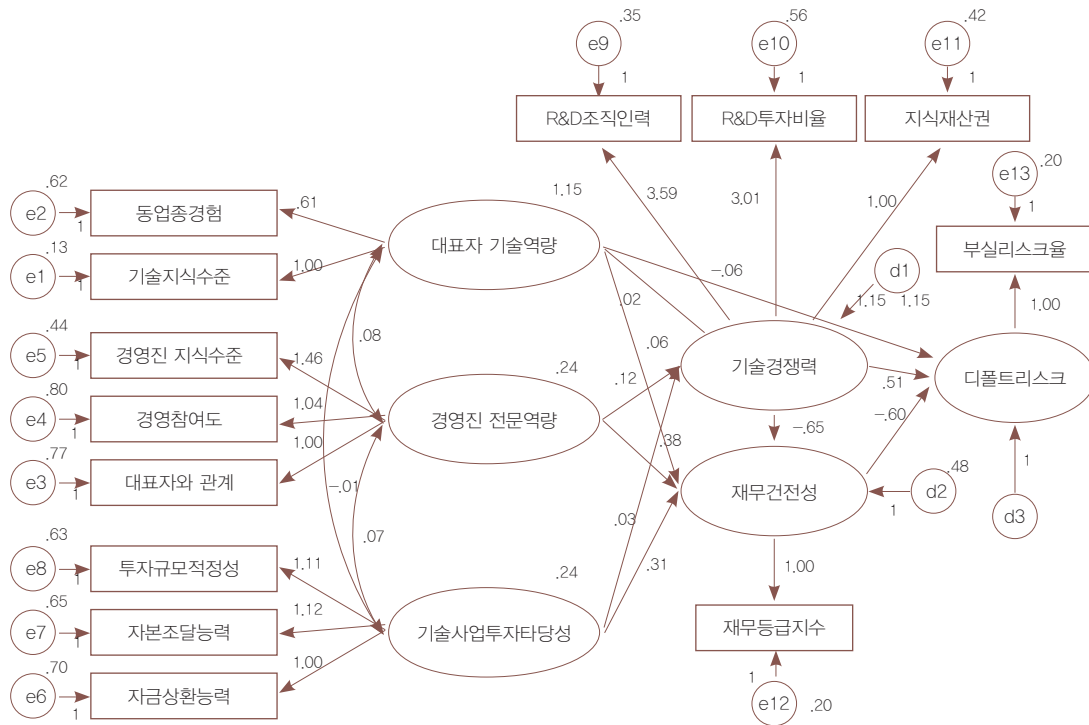 .35
.56
.42
e9
e10
e11
1
1
1
R&D조직인력
R&D투자비율
지식재산권
.20
e13
1
부실리스크율
.62
e2
1
동업종경험
.61
1.15
3.59
3.01
1.00
.13
e1
1
기술지식수준
1.00
대표자 기술역량
-.06
d1
1.15
1.15
1.00
.02
.44
e5
1
경영진 지식수준
1.46
.08
.06
기술경쟁력
.51
디폴트리스크
.80
e4
1
경영참여도
1.04
.24
.12
-.60
경영진 전문역량
1.00
.38
-.65
.77
e3
1
대표자와 관계
-.01
재무건전성
.48
d2
1
1
d3
.07
.03
.31
.63
e8
1
투자규모적정성
1.11
.24
1.00
.65
e7
1
자본조달능력
1.12
기술사업투자타당성
재무등급지수
1.00
.70
e6
1
자금상환능력
1
e12
.20